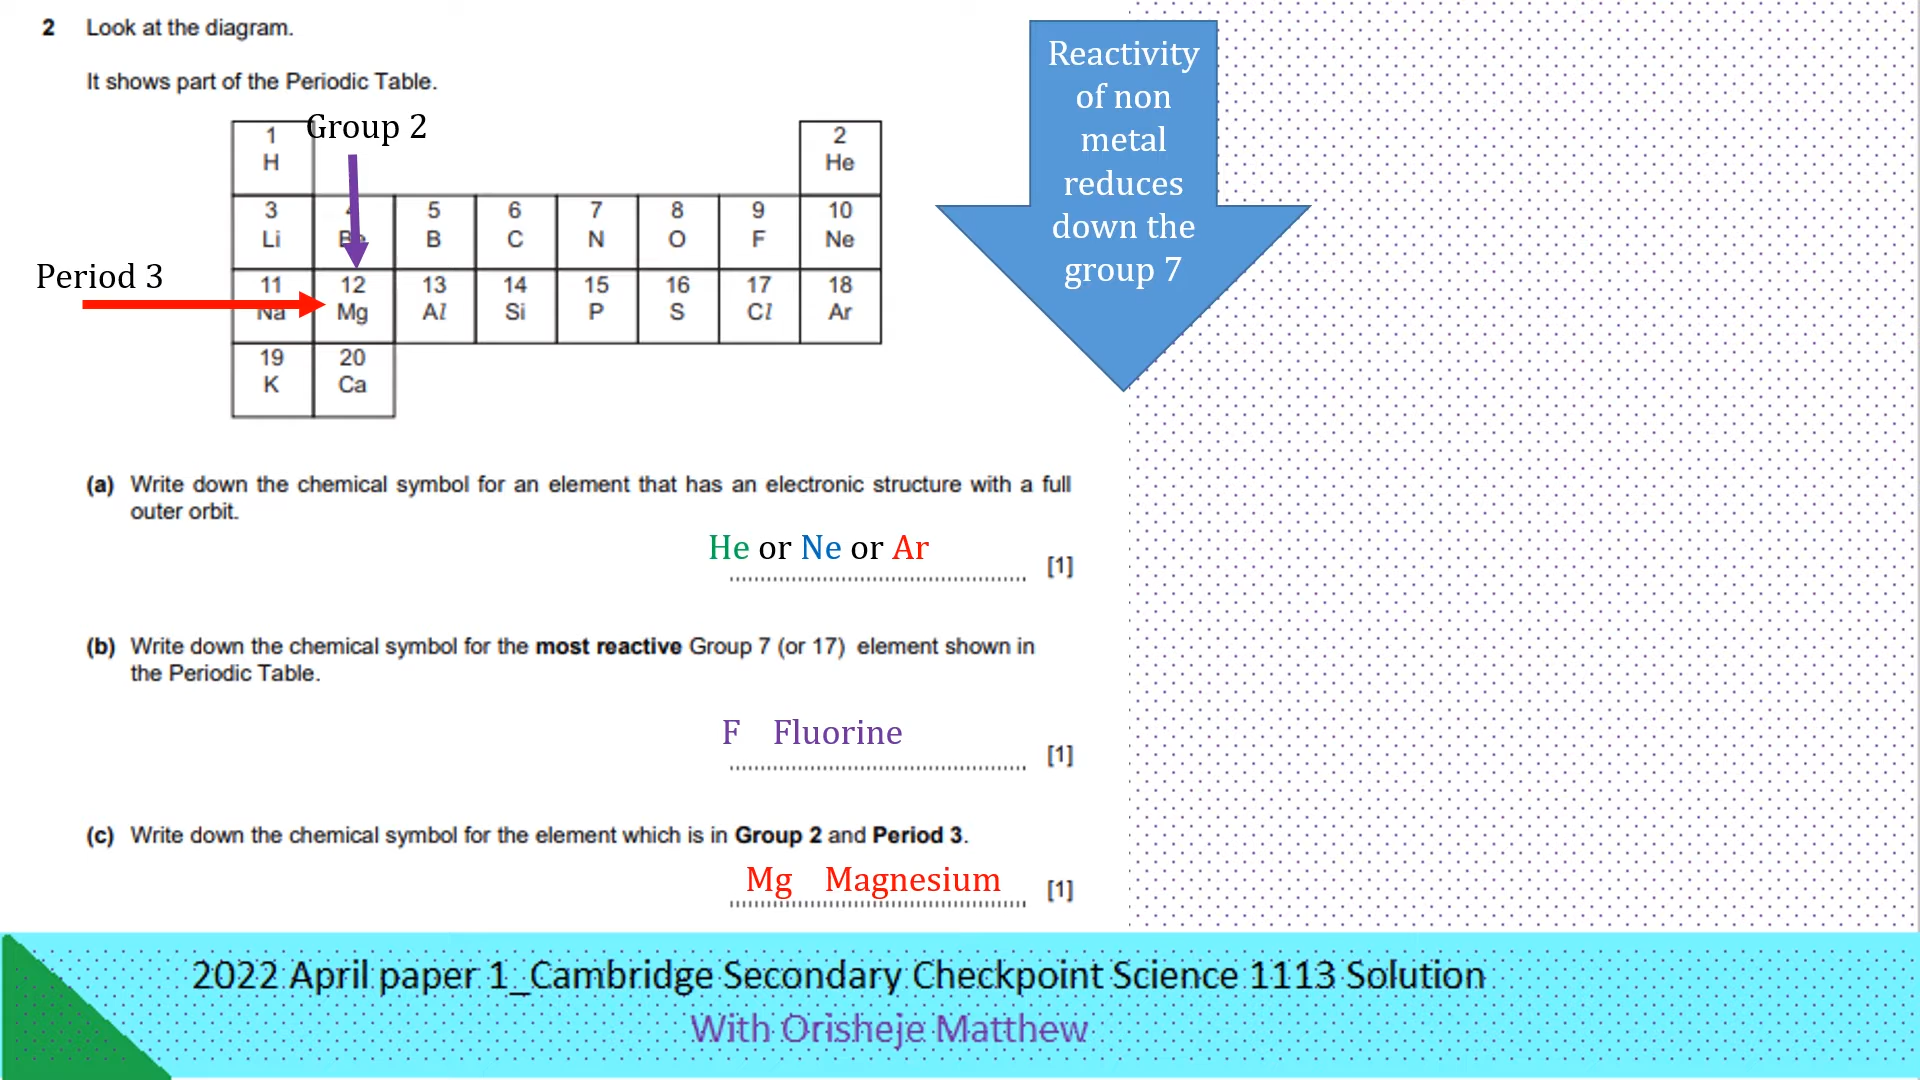 2 Look at the diagram.
It shows part of the Periodic Table.
Group 2
1 2
H He
3 4 5 6 7 8 9 10
Li Be B C N O F Ne
Period 3
11 12 13 14 15 16 17 18
Na Mg Al Si P S Cl Ar
19 20
K Ca
Reactivity
of non
metal
reduces
down the
group 7
(a) Write down the chemical symbol for an element that has an electronic structure with a full
outer orbit.
He or Ne or Ar
[1]
(b) Write down the chemical symbol for the most reactive Group 7 (or 17) element shown in
the Periodic Table.
F Fluorine
[1]
(c) Write down the chemical symbol for the element which is in Group 2 and Period 3.
Mg Magnesium [1]
2022 April paper 1_Cambridge Secondary Checkpoint Science 1113 Solution
With Orisheje Matthew